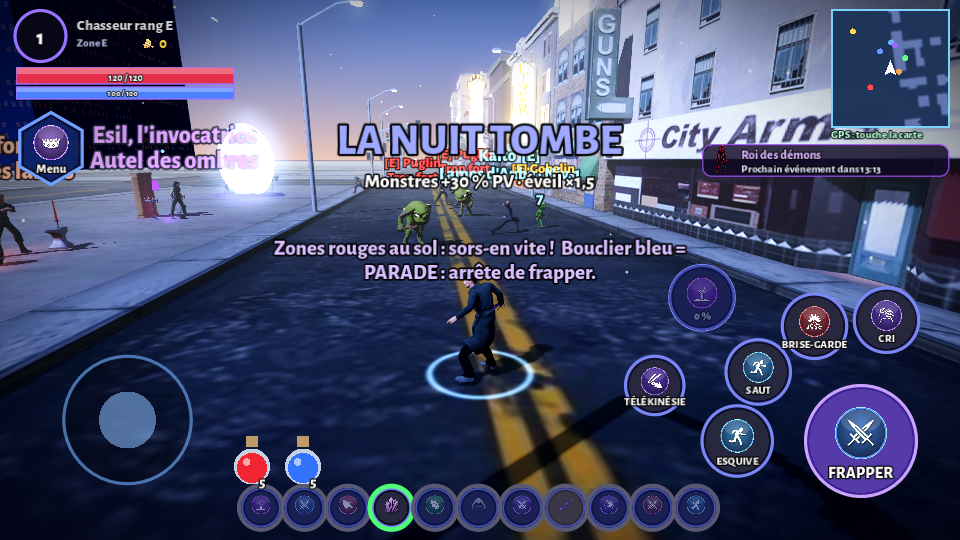 1
Chasseur rang E
Zone E
0
120/120
100/100
Menu
Esil, l'invocatrice
Autel des ombres
LA NUIT TOMBE
Monstres +30 % PV · éveil ×1,5
7
Zones rouges au sol : sors-en vite ! Bouclier bleu =
PARADE : arrête de frapper.
GUNS
City Arm
GPS : touche la carte
Roi des démons
Prochain événement dans 13:13
0 %
BRISE-GARDE
CRI
SAUT
TÉLÉKINÉSIE
ESQUIVE
FRAPPER
5
5